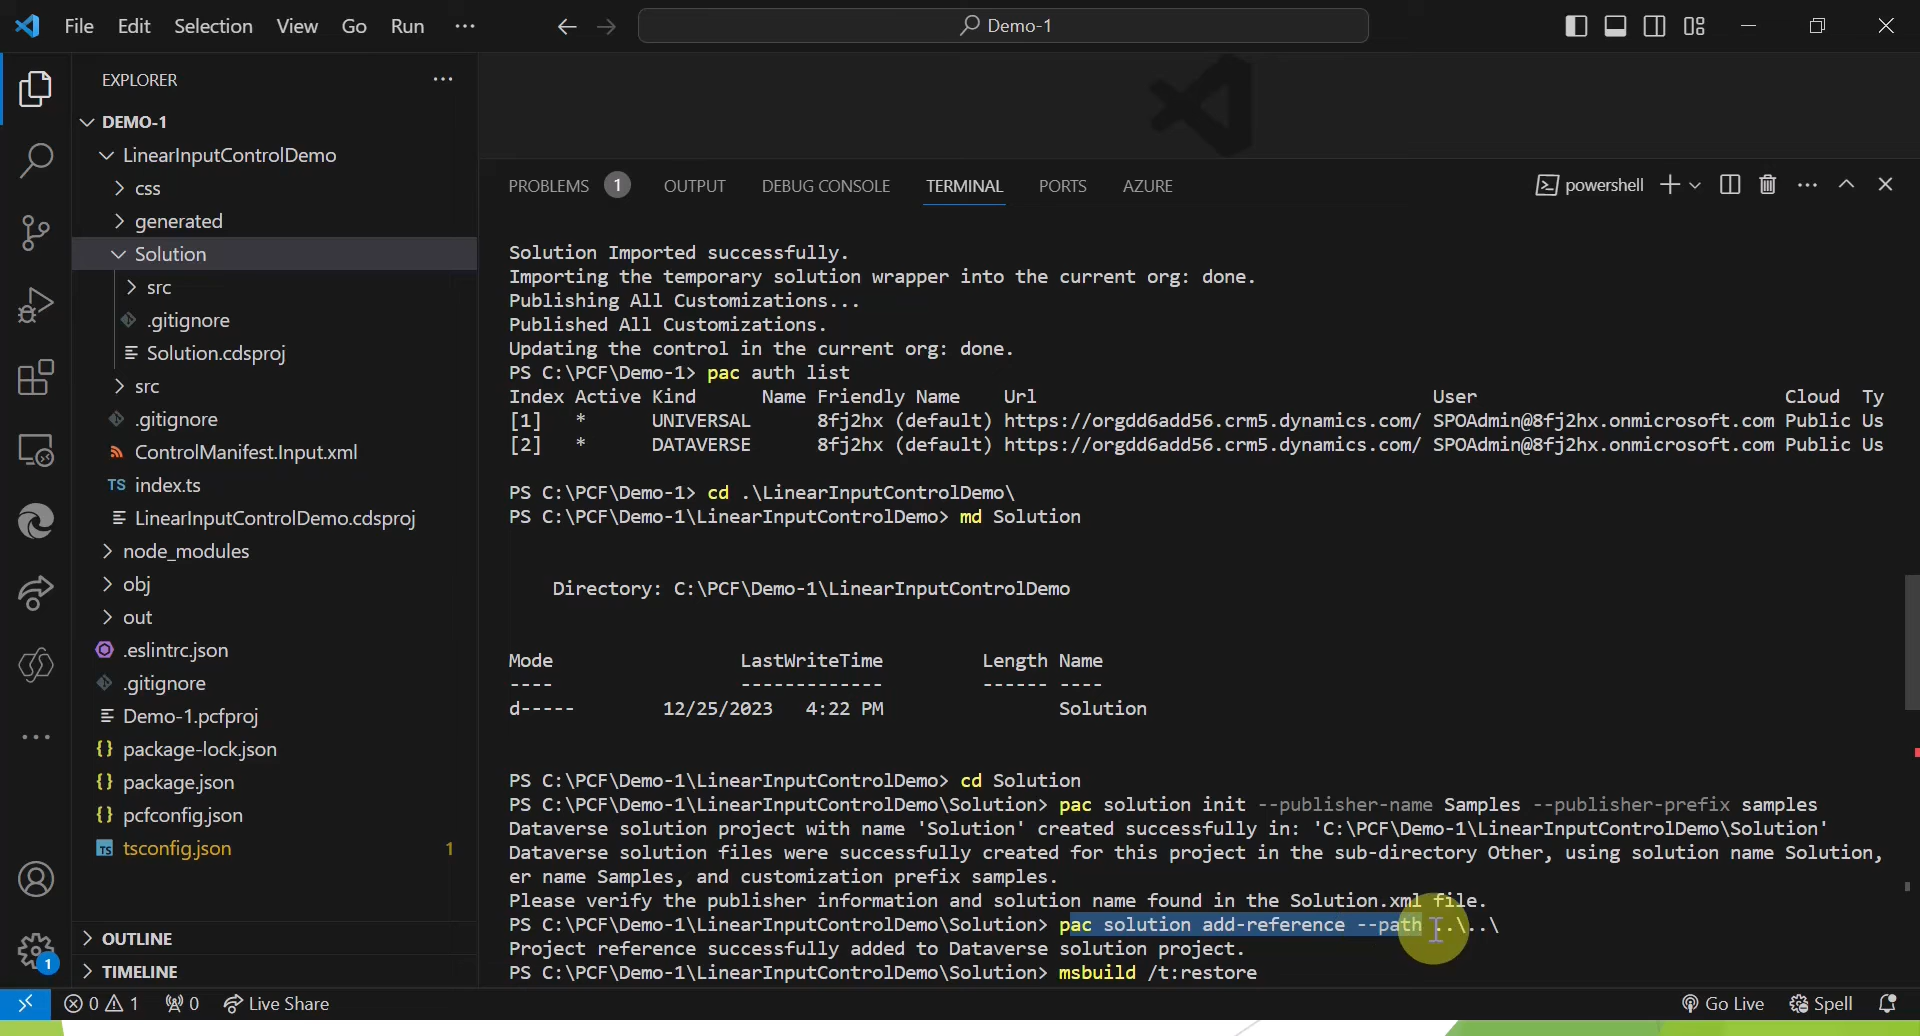 File Edit Selection View Go Run ...
Demo-1
EXPLORER
DEMO-1
LinearInputControlDemo
css
generated
Solution
src
.gitignore
Solution.cdsproj
src
.gitignore
ControlManifest.Input.xml
TS index.ts
LinearInputControlDemo.cdsproj
node_modules
obj
out
.eslintrc.json
.gitignore
Demo-1.pcfproj
{} package-lock.json
{} package.json
{} pcfconfig.json
TS tsconfig.json 1
OUTLINE
TIMELINE
1
PROBLEMS 1 OUTPUT DEBUG CONSOLE TERMINAL PORTS AZURE
powershell
Solution Imported successfully.
Importing the temporary solution wrapper into the current org: done.
Publishing All Customizations...
Published All Customizations.
Updating the control in the current org: done.
PS C:\PCF\Demo-1> pac auth list
Index Active Kind Name Friendly Name Url User Cloud Ty
[1] * UNIVERSAL 8fj2hx (default) https://orgdd6add56.crm5.dynamics.com/ SPOAdmin@8fj2hx.onmicrosoft.com Public Us
[2] * DATAVERSE 8fj2hx (default) https://orgdd6add56.crm5.dynamics.com/ SPOAdmin@8fj2hx.onmicrosoft.com Public Us
PS C:\PCF\Demo-1> cd .\LinearInputControlDemo\
PS C:\PCF\Demo-1\LinearInputControlDemo> md Solution
Directory: C:\PCF\Demo-1\LinearInputControlDemo
Mode LastWriteTime Length Name
---- ------------- ------ ----
d----- 12/25/2023 4:22 PM Solution
PS C:\PCF\Demo-1\LinearInputControlDemo> cd Solution
PS C:\PCF\Demo-1\LinearInputControlDemo\Solution> pac solution init --publisher-name Samples --publisher-prefix samples
Dataverse solution project with name 'Solution' created successfully in: 'C:\PCF\Demo-1\LinearInputControlDemo\Solution'
Dataverse solution files were successfully created for this project in the sub-directory Other, using solution name Solution,
er name Samples, and customization prefix samples.
Please verify the publisher information and solution name found in the Solution.xml file.
PS C:\PCF\Demo-1\LinearInputControlDemo\Solution> pac solution add-reference --path ..\..\
Project reference successfully added to Dataverse solution project.
PS C:\PCF\Demo-1\LinearInputControlDemo\Solution> msbuild /t:restore
0 1 0 Live Share
Go Live Spell